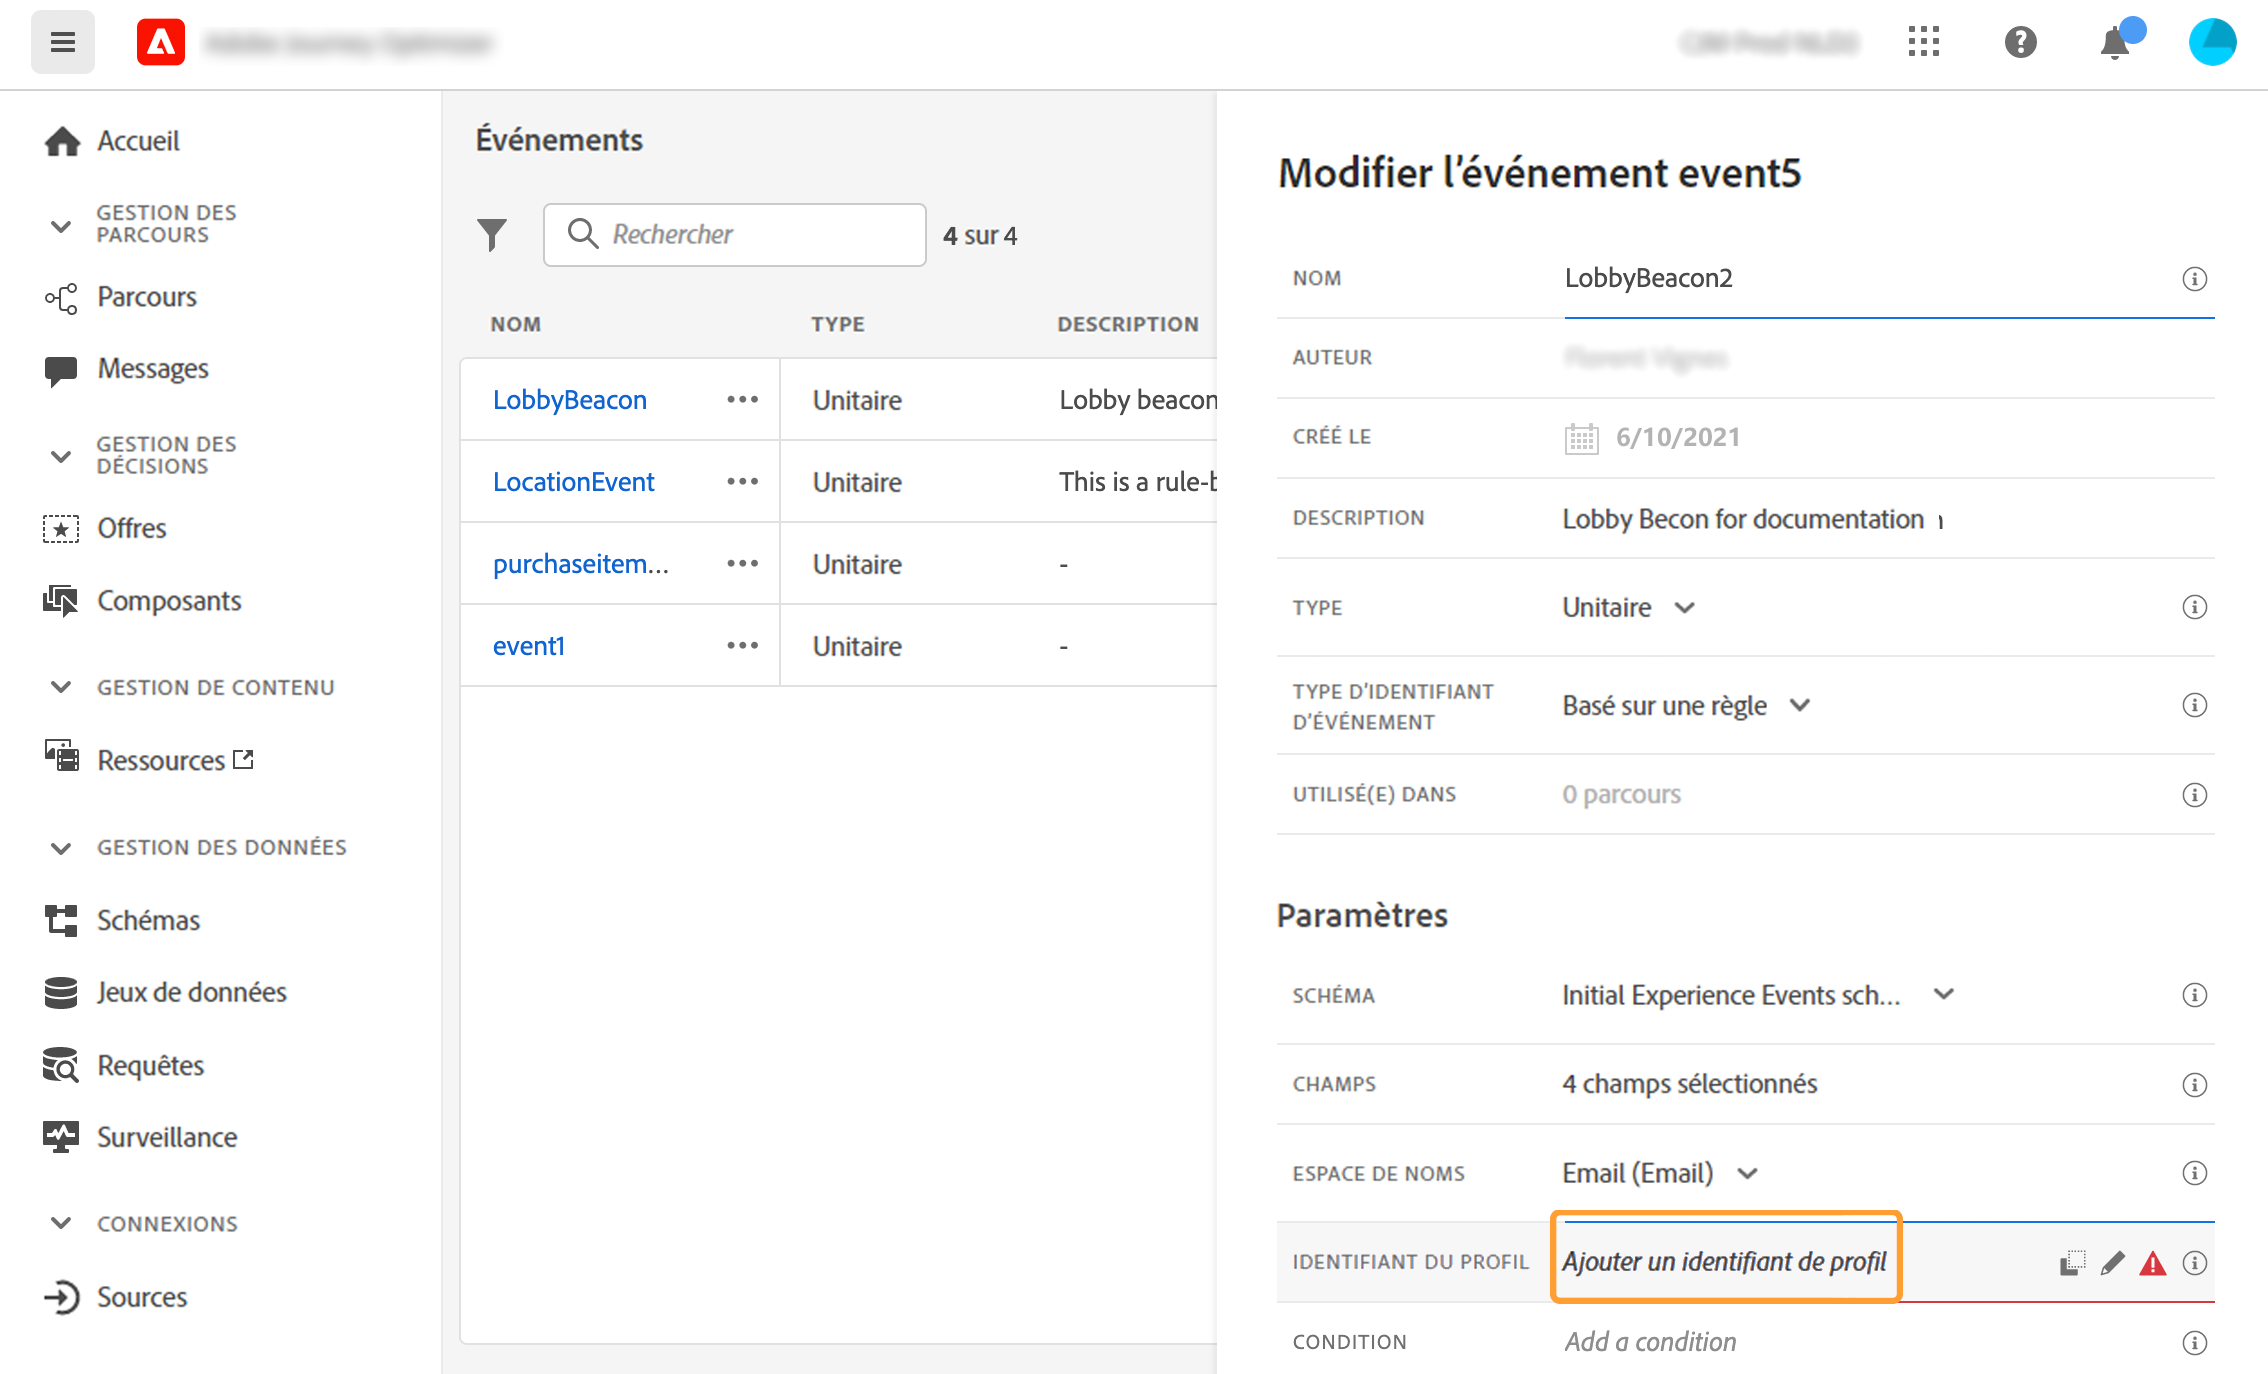 Accueil
GESTION DES
PARCOURS
Parcours
Messages
GESTION DES
DÉCISIONS
Offres
Composants
GESTION DE CONTENU
Ressources
GESTION DES DONNÉES
Schémas
Jeux de données
Requêtes
Surveillance
CONNEXIONS
Sources
Événements
Rechercher
4 sur 4
NOM TYPE DESCRIPTION
LobbyBeacon ••• Unitaire Lobby beacon
LocationEvent ••• Unitaire This is a rule-b
purchaseitem... ••• Unitaire -
event1 ••• Unitaire -
Modifier l'événement event5
NOM LobbyBeacon2
AUTEUR
CRÉÉ LE 6/10/2021
DESCRIPTION Lobby Becon for documentation
TYPE Unitaire
TYPE D'IDENTIFIANT
D'ÉVÉNEMENT Basé sur une règle
UTILISÉ(E) DANS 0 parcours
Paramètres
SCHÉMA Initial Experience Events sch...
CHAMPS 4 champs sélectionnés
ESPACE DE NOMS Email (Email)
IDENTIFIANT DU PROFIL Ajouter un identifiant de profil
CONDITION Add a condition